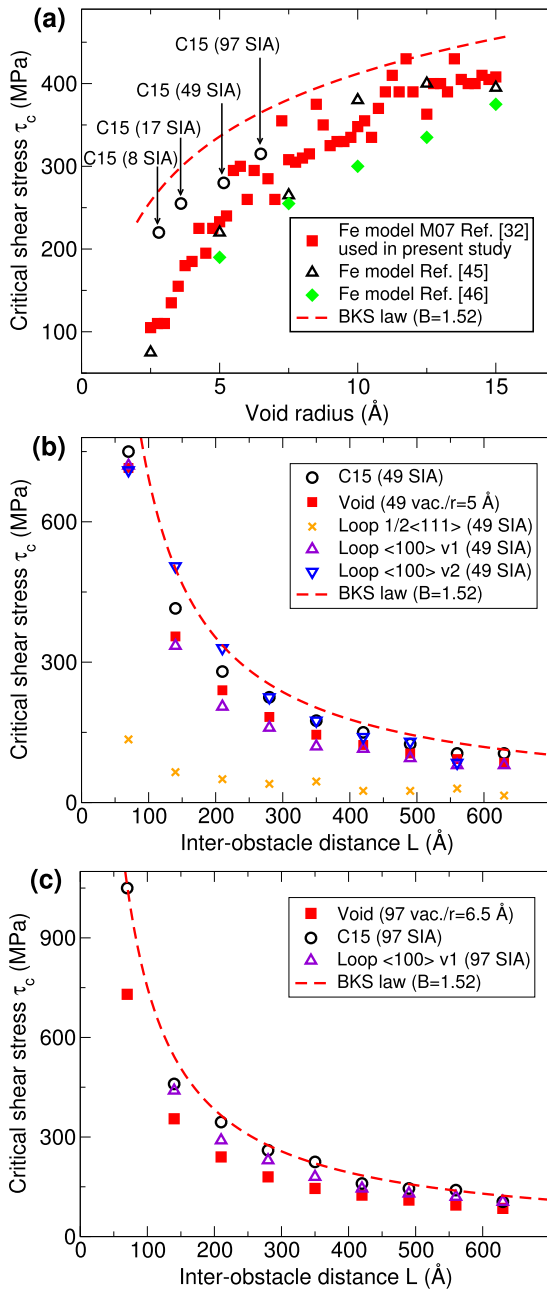 (a)
Critical shear stress τc (MPa)
400
300
200
100
C15 (97 SIA)
C15 (49 SIA)
C15 (17 SIA)
C15 (8 SIA)
Fe model M07 Ref. [32]
used in present study
Fe model Ref. [45]
Fe model Ref. [46]
BKS law (B=1.52)
0 5 10 15
Void radius (Å)
(b)
Critical shear stress τc (MPa)
600
300
0
C15 (49 SIA)
Void (49 vac./r=5 Å)
Loop 1/2<111> (49 SIA)
Loop <100> v1 (49 SIA)
Loop <100> v2 (49 SIA)
BKS law (B=1.52)
0 100 200 300 400 500 600
Inter-obstacle distance L (Å)
(c)
Critical shear stress τc (MPa)
900
600
300
0
Void (97 vac./r=6.5 Å)
C15 (97 SIA)
Loop <100> v1 (97 SIA)
BKS law (B=1.52)
0 100 200 300 400 500 600
Inter-obstacle distance L (Å)